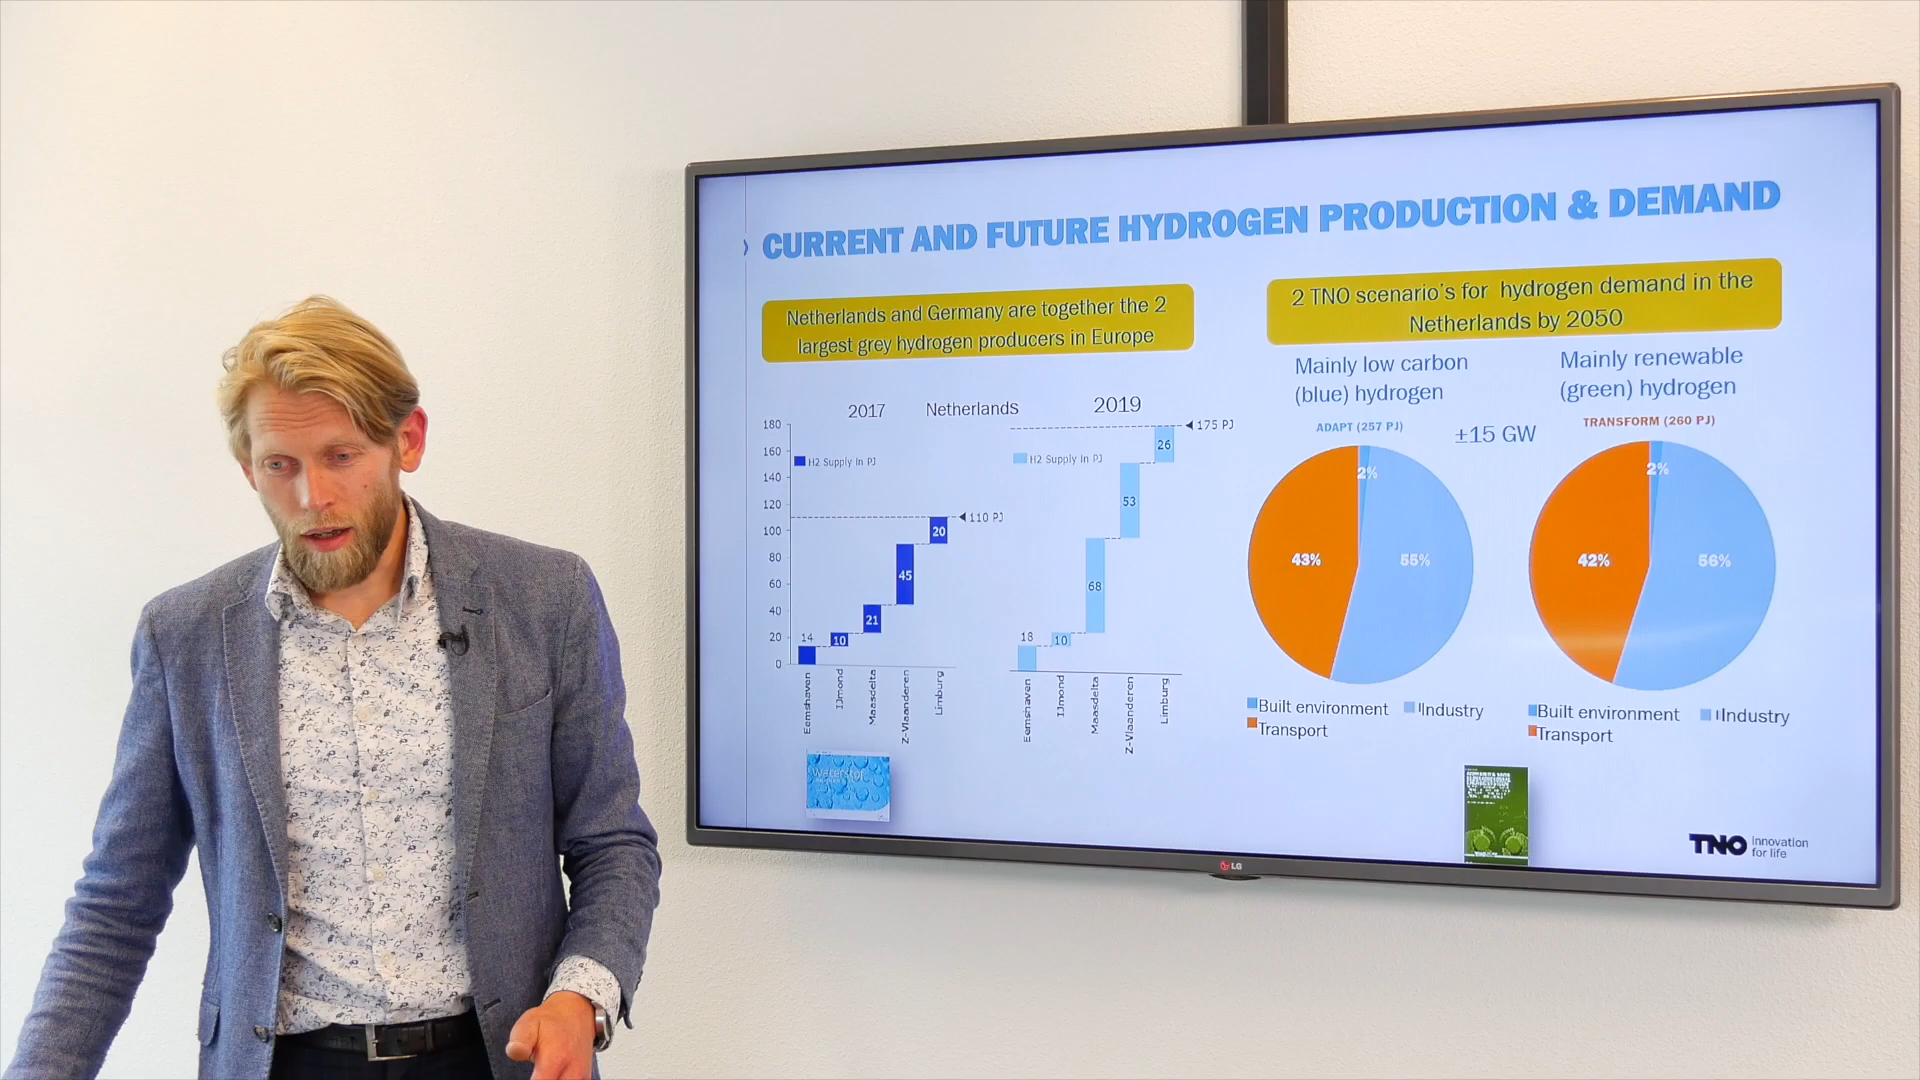 › CURRENT AND FUTURE HYDROGEN PRODUCTION & DEMAND
Netherlands and Germany are together the 2
largest grey hydrogen producers in Europe
2017
Netherlands
2019
180
160
140
120
100
80
60
40
20
0
H2 Supply in PJ
110 PJ
14
10
21
45
20
Eemshaven
IJmond
Maasdelta
Z-Vlaanderen
Limburg
H2 Supply in PJ
175 PJ
18
10
68
53
26
Eemshaven
IJmond
Maasdelta
Z-Vlaanderen
Limburg
waterstof
2 TNO scenario's for hydrogen demand in the
Netherlands by 2050
Mainly low carbon
(blue) hydrogen
Mainly renewable
(green) hydrogen
ADAPT (257 PJ)
±15 GW
TRANSFORM (260 PJ)
2%
43%
55%
2%
42%
56%
Built environment
Industry
Transport
Built environment
Industry
Transport
TNO innovation
for life
LG